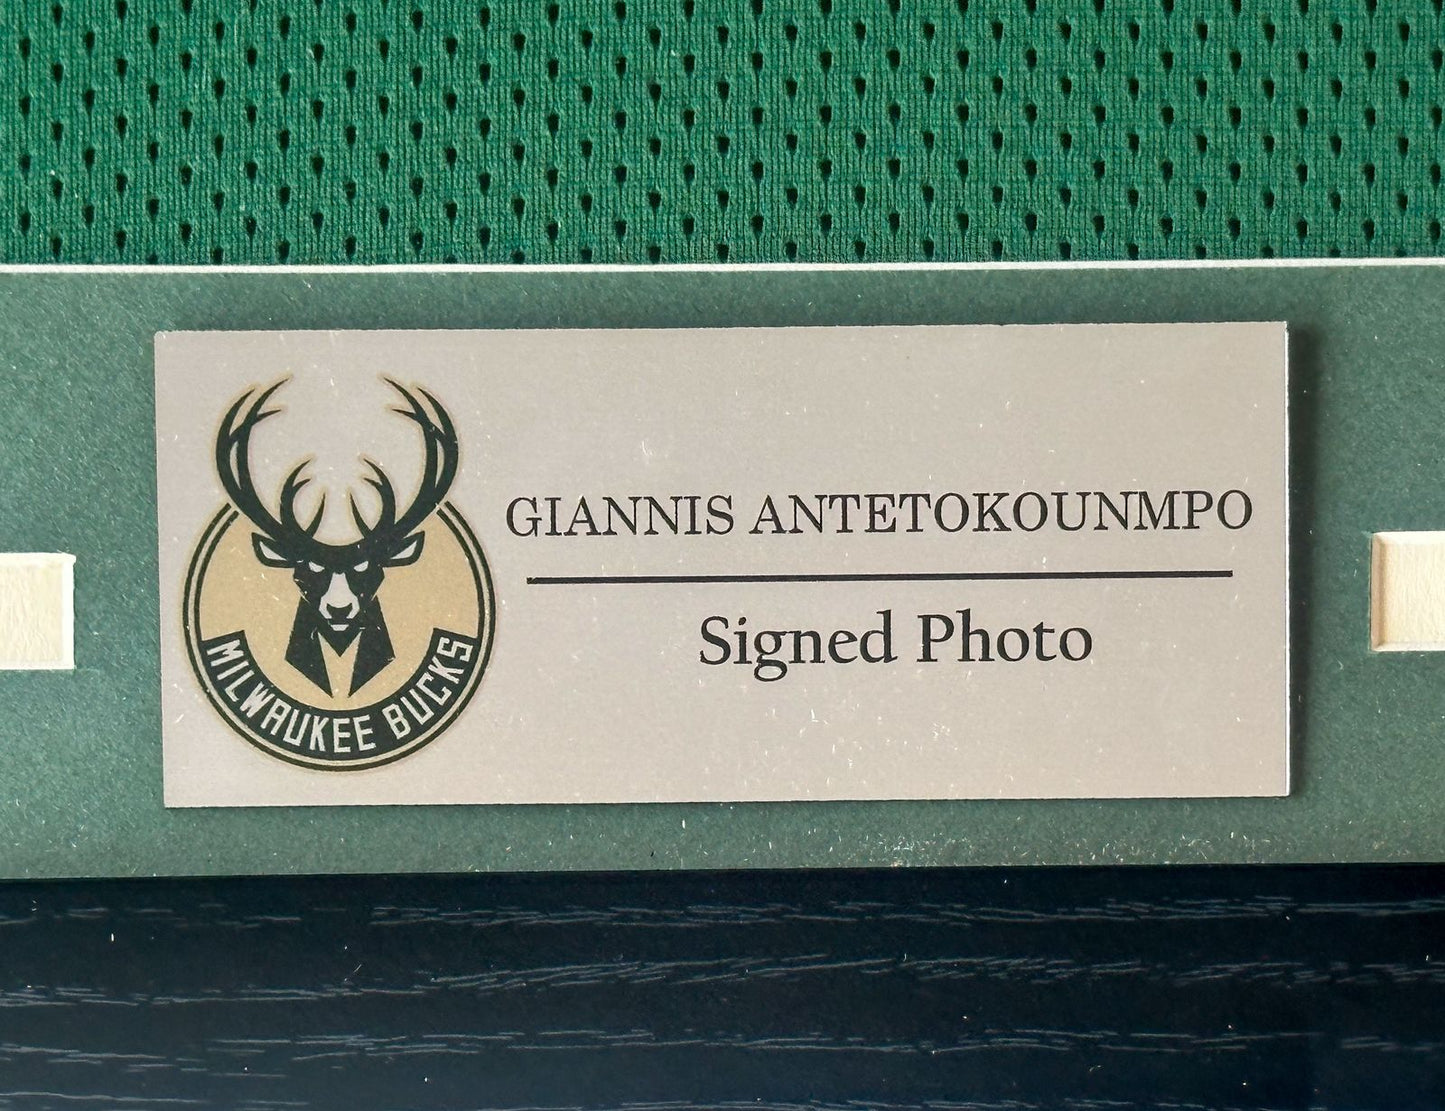 GIANNIS ANTETOKOUNMPO
Signed Photo
MILWAUKEE BUCKS